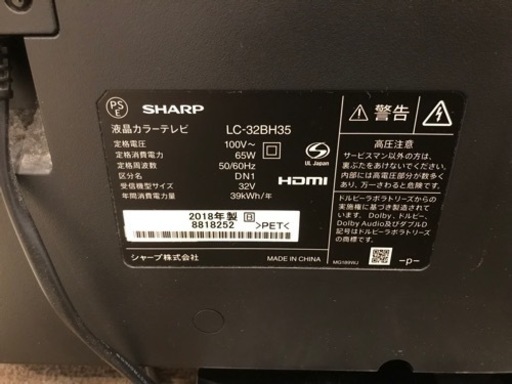 PS
E
SHARP
液晶カラーテレビ LC-32BH35
定格電圧 100V~
定格消費電力 65W
定格周波数 50/60Hz
区分名 DN1
受信機型サイズ 32V
年間消費電力量 39kWh/年
S
UL Japan
HDMI
2018年製 B
8818252 >PET<
シャープ株式会社 MADE IN CHINA
警告
高圧注意
サービスマン以外の方は、
裏ぶたをあけないでください。
内部には高電圧部分が数多く
あり、万一さわると危険です。
ドルビーラボラトリーズからの
実施権に基づき製造されてい
ます。Dolby、ドルビー、
Dolby Audio及びダブルD
記号はドルビーラボラトリーズ
の商標です。
-p-